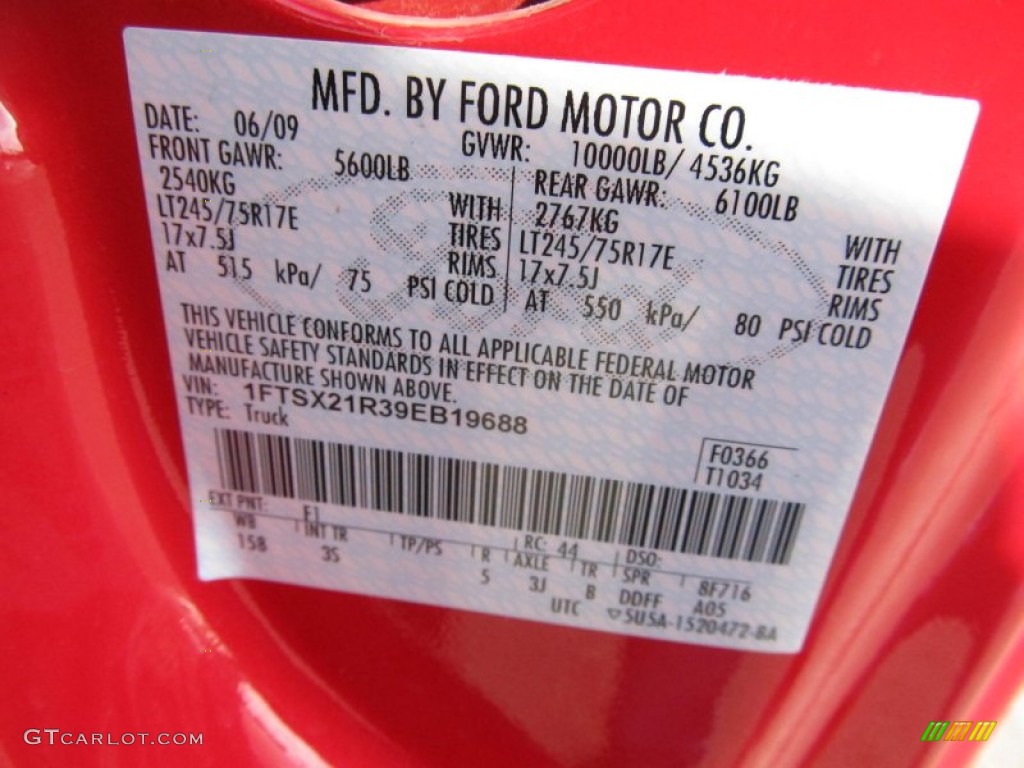 MFD. BY FORD MOTOR CO.
DATE: 06/09 GVWR: 10000LB/ 4536KG
FRONT GAWR: 5600LB REAR GAWR: 6100LB
2540KG WITH 2767KG WITH
LT245/75R17E TIRES LT245/75R17E TIRES
17x7.5J RIMS 17x7.5J RIMS
AT 515 kPa/ 75 PSI COLD AT 550 kPa/ 80 PSI COLD
THIS VEHICLE CONFORMS TO ALL APPLICABLE FEDERAL MOTOR
VEHICLE SAFETY STANDARDS IN EFFECT ON THE DATE OF
MANUFACTURE SHOWN ABOVE.
VIN: 1FTSX21R39EB19688
TYPE: Truck
F0366
T1034
EXT PNT: F1 RC: 44 DSO:
WB INT TR TP/PS R AXLE TR SPR 8F716
158 3S 5 3J B DDFF A05
UTC 5U5A-1520472-BA
GTCARLOT.COM